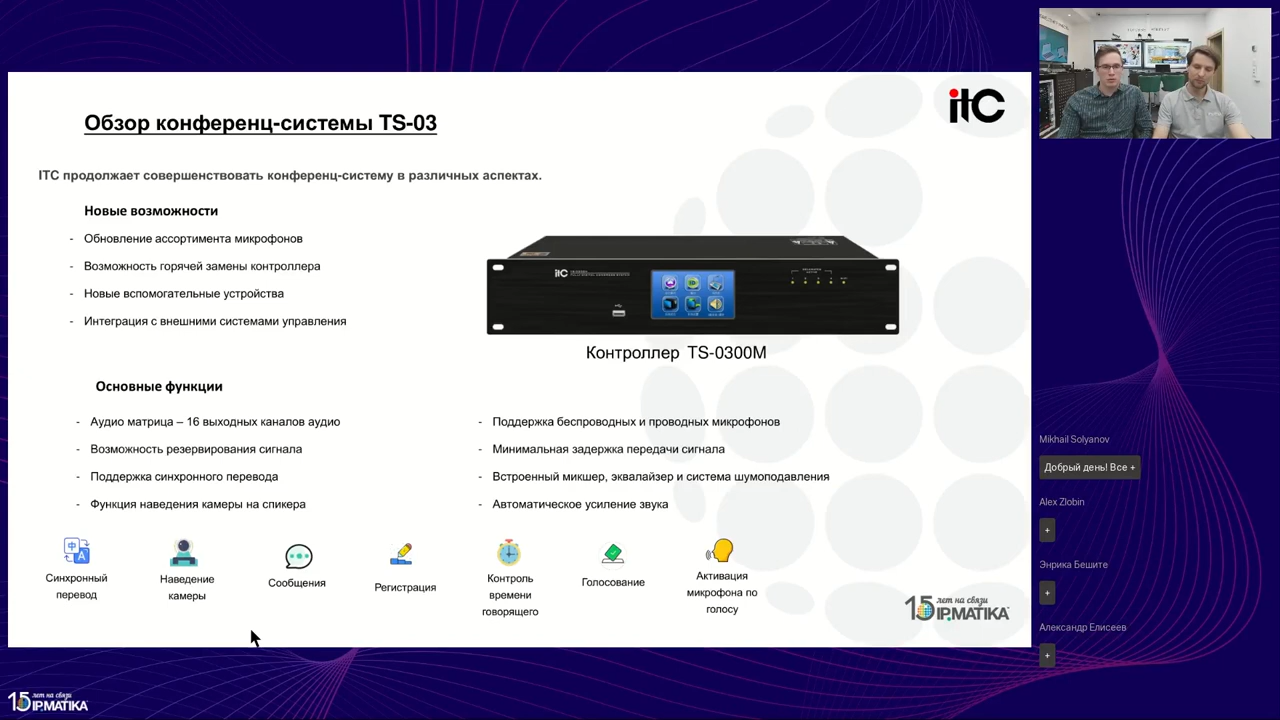 Обзор конференц-системы TS-03
itC
ITC продолжает совершенствовать конференц-систему в различных аспектах.
Новые возможности
- Обновление ассортимента микрофонов
- Возможность горячей замены контроллера
- Новые вспомогательные устройства
- Интеграция с внешними системами управления
itC
Контроллер TS-0300M
Основные функции
- Аудио матрица – 16 выходных каналов аудио
- Возможность резервирования сигнала
- Поддержка синхронного перевода
- Функция наведения камеры на спикера
- Поддержка беспроводных и проводных микрофонов
- Минимальная задержка передачи сигнала
- Встроенный микшер, эквалайзер и система шумоподавления
- Автоматическое усиление звука
Синхронный
перевод
Наведение
камеры
Сообщения
Регистрация
Контроль
времени
говорящего
Голосование
Активация
микрофона по
голосу
15 лет на связи
IPMATIKA
Mikhail Solyanov
Добрый день! Все +
Alex Zlobin
+
Энрика Бешите
+
Александр Елисеев
+
15 лет на связи
IPMATIKA